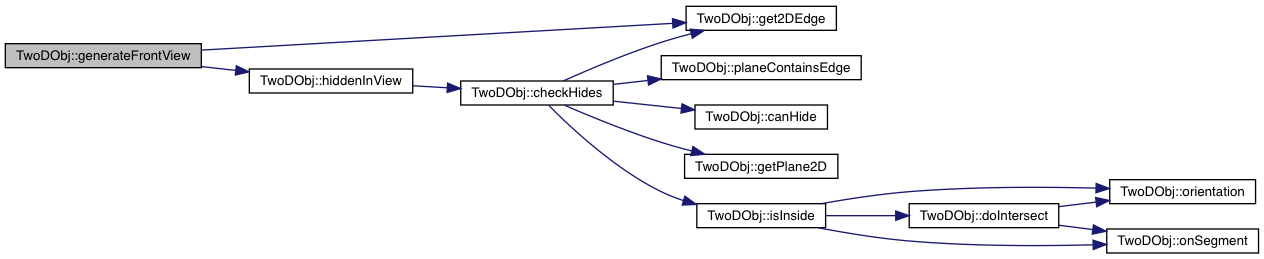 TwoDObj::generateFrontView
TwoDObj::hiddenInView
TwoDObj::checkHides
TwoDObj::get2DEdge
TwoDObj::planeContainsEdge
TwoDObj::canHide
TwoDObj::getPlane2D
TwoDObj::isInside
TwoDObj::doIntersect
TwoDObj::orientation
TwoDObj::onSegment